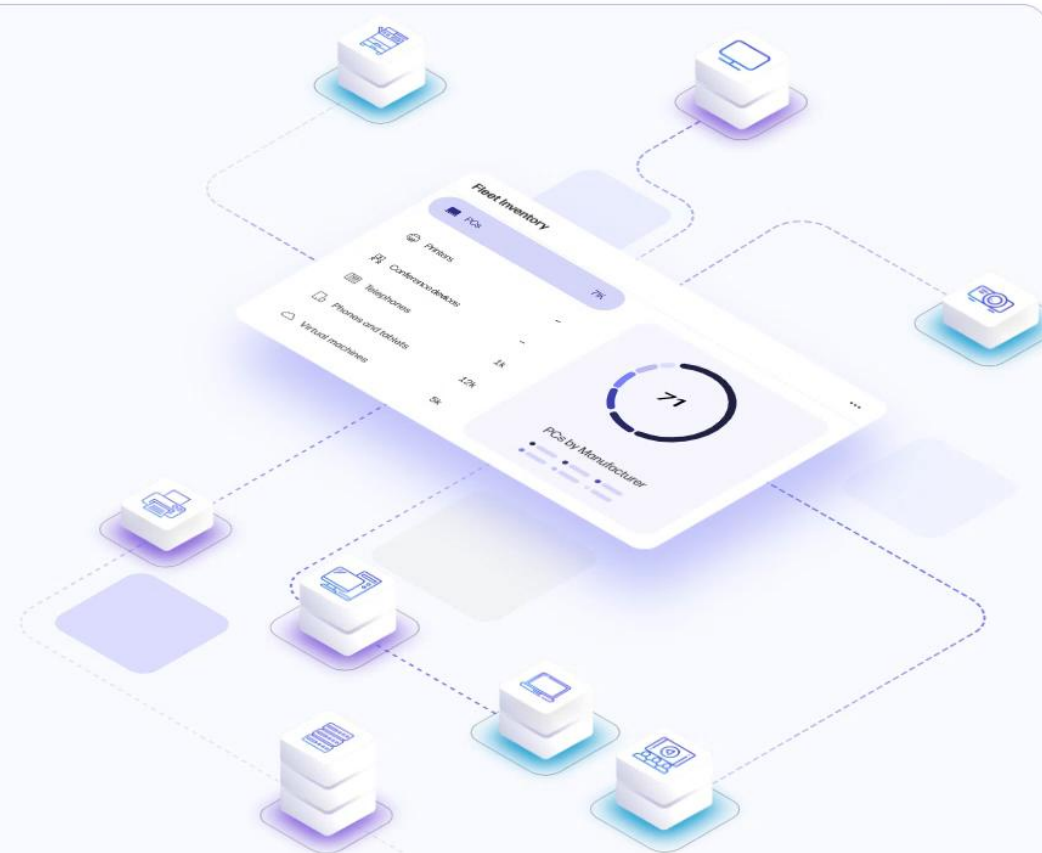 Fleet Inventory
PCs 71k
Printers --
Conference devices --
Telephones 1k
Phones and tablets 12k
Virtual machines 5k
71
PCs by Manufacturer